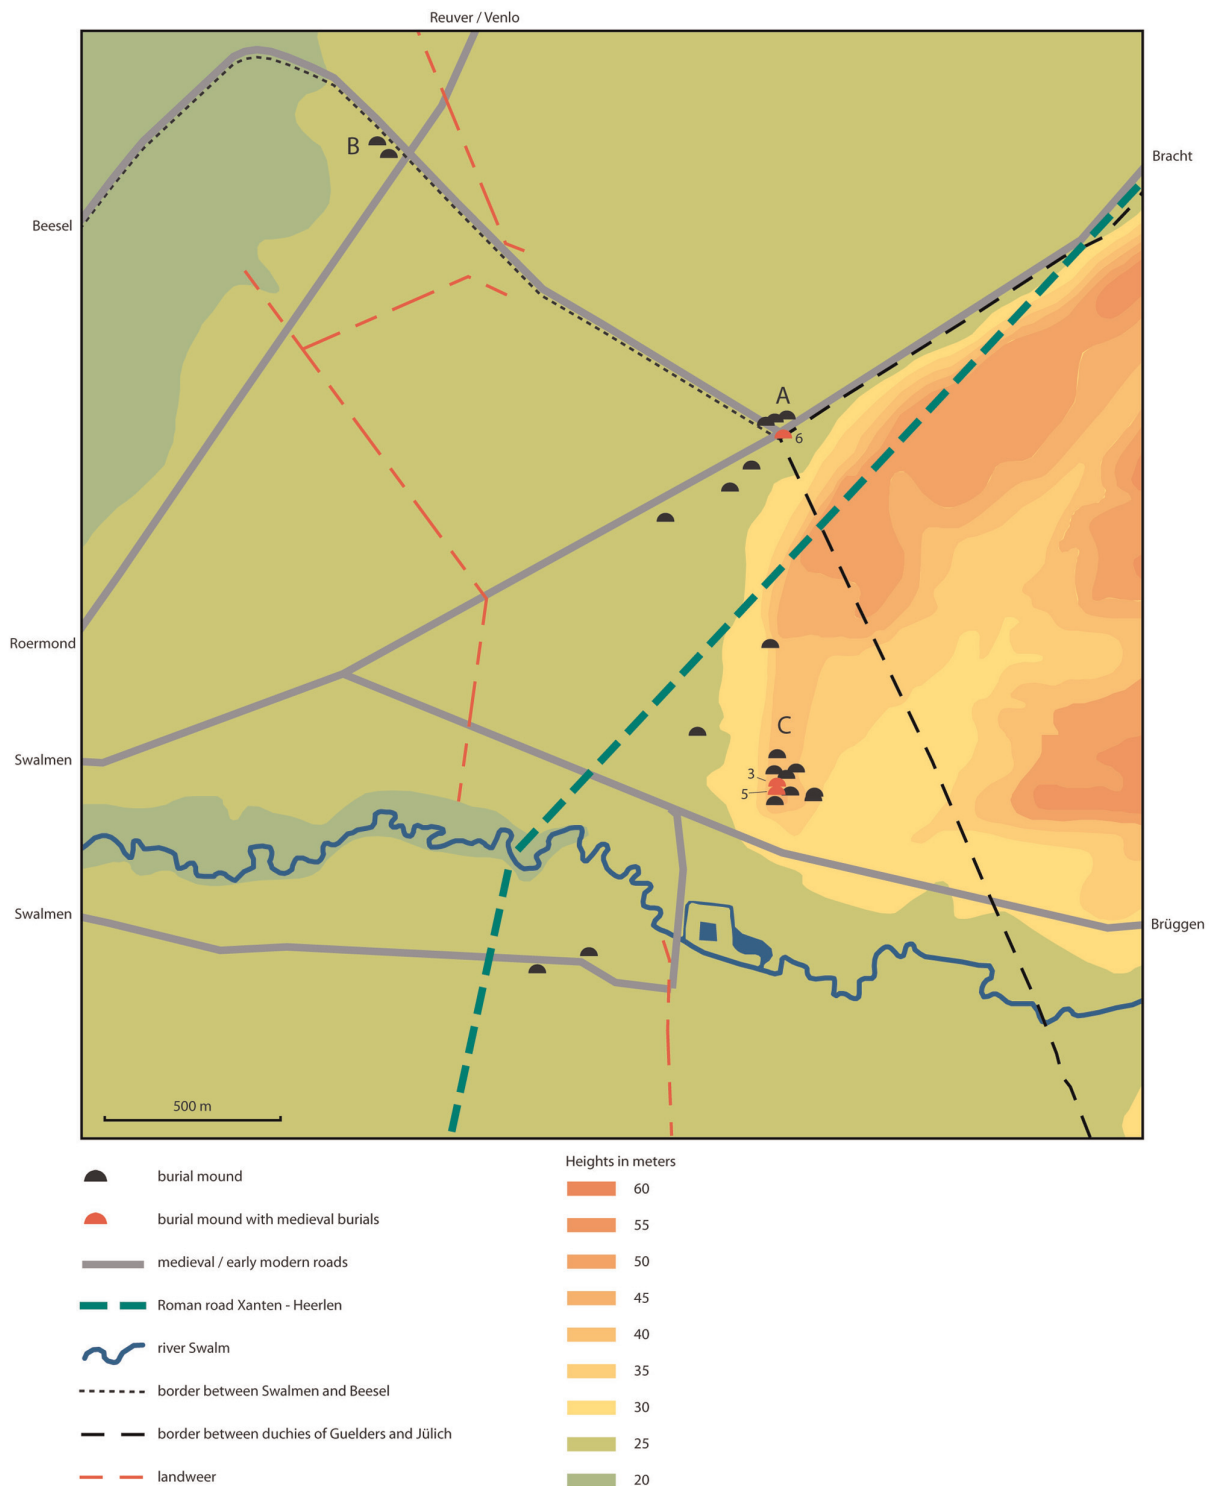 Reuver / Venlo
Bracht
B
Beesel
A
6
Roermond
C
Swalmen
3
5
Swalmen
Brüggen
500 m
burial mound
burial mound with medieval burials
medieval / early modern roads
Roman road Xanten - Heerlen
river Swalm
border between Swalmen and Beesel
border between duchies of Guelders and Jülich
landweer
Heights in meters
60
55
50
45
40
35
30
25
20